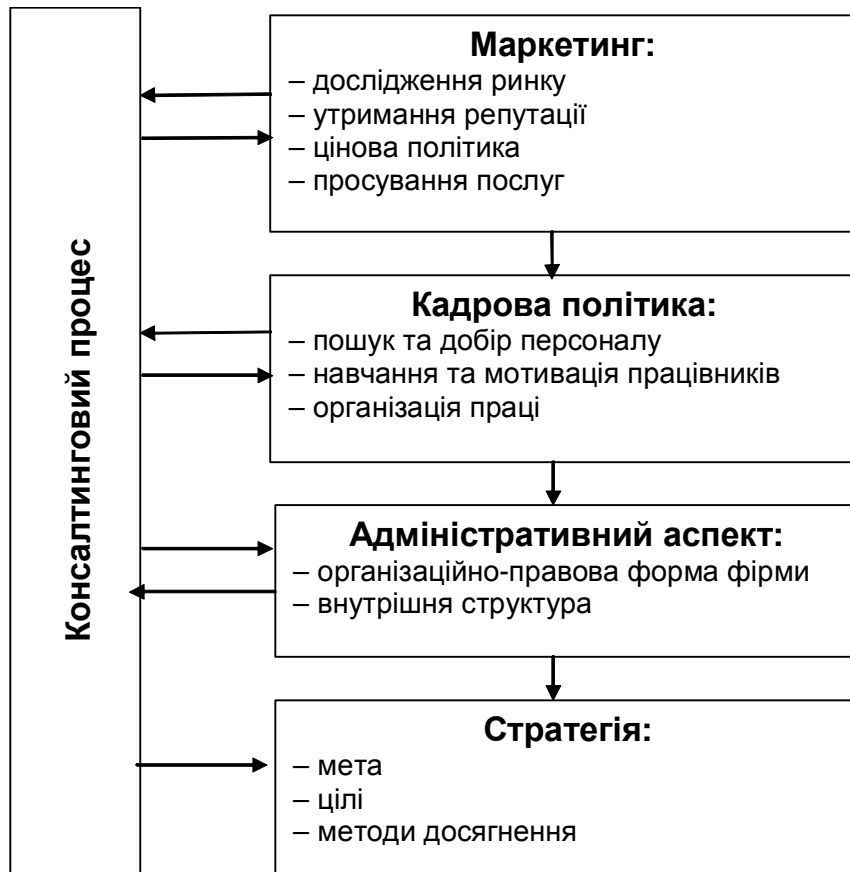 Консалтинговий процес
Маркетинг:
– дослідження ринку
– утримання репутації
– цінова політика
– просування послуг
Кадрова політика:
– пошук та добір персоналу
– навчання та мотивація працівників
– організація праці
Адміністративний аспект:
– організаційно-правова форма фірми
– внутрішня структура
Стратегія:
– мета
– цілі
– методи досягнення